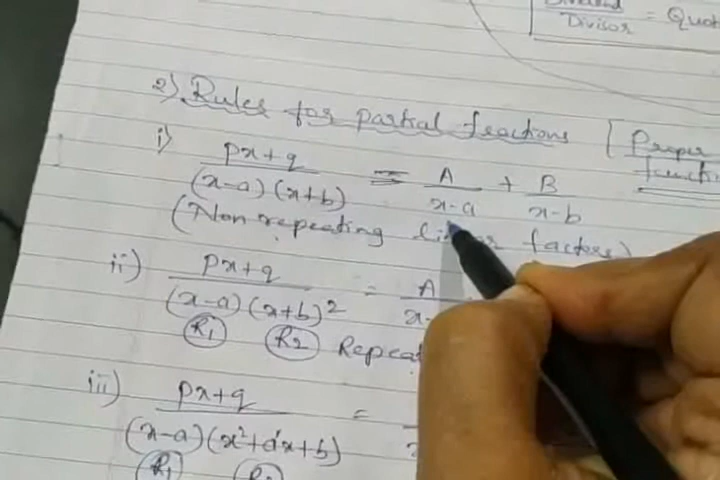 Divisor = Quot
2) Rules for partial fractions (Proper
i) px+q / (x-a)(x+b) = A / x-a + B / x-b
(Non repeating factors)
ii) px+q / (x-a)(x+b)² = A
R1 R2 Repeat
iii) px+q / (x-a)(x²+a'x+b) =
R1